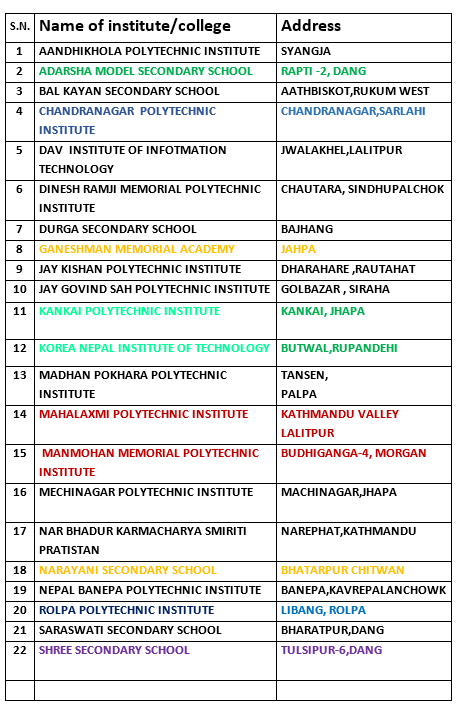 S.N. Name of institute/college Address
1 AANDHIKHOLA POLYTECHNIC INSTITUTE SYANGJA
2 ADARSHA MODEL SECONDARY SCHOOL RAPTI -2, DANG
3 BAL KAYAN SECONDARY SCHOOL AATHBISKOT,RUKUM WEST
4 CHANDRANAGAR POLYTECHNIC CHANDRANAGAR,SARLAHI
INSTITUTE
5 DAV INSTITUTE OF INFOTMATION JWALAKHEL,LALITPUR
TECHNOLOGY
6 DINESH RAMJI MEMORIAL POLYTECHNIC CHAUTARA, SINDHUPALCHOK
INSTITUTE
7 DURGA SECONDARY SCHOOL BAJHANG
8 GANESHMAN MEMORIAL ACADEMY JAHPA
9 JAY KISHAN POLYTECHNIC INSTITUTE DHARAHARE ,RAUTAHAT
10 JAY GOVIND SAH POLYTECHNIC INSTITUTE GOLBAZAR , SIRAHA
11 KANKAI POLYTECHNIC INSTITUTE KANKAI, JHAPA
12 KOREA NEPAL INSTITUTE OF TECHNOLOGY BUTWAL,RUPANDEHI
13 MADHAN POKHARA POLYTECHNIC TANSEN,
INSTITUTE PALPA
14 MAHALAXMI POLYTECHNIC INSTITUTE KATHMANDU VALLEY
LALITPUR
15 MANMOHAN MEMORIAL POLYTECHNIC BUDHIGANGA-4, MORGAN
INSTITUTE
16 MECHINAGAR POLYTECHNIC INSTITUTE MACHINAGAR,JHAPA
17 NAR BHADUR KARMACHARYA SMIRITI NAREPHAT,KATHMANDU
PRATISTAN
18 NARAYANI SECONDARY SCHOOL BHATARPUR CHITWAN
19 NEPAL BANEPA POLYTECHNIC INSTITUTE BANEPA,KAVREPALANCHOWK
20 ROLPA POLYTECHNIC INSTITUTE LIBANG, ROLPA
21 SARASWATI SECONDARY SCHOOL BHARATPUR,DANG
22 SHREE SECONDARY SCHOOL TULSIPUR-6,DANG